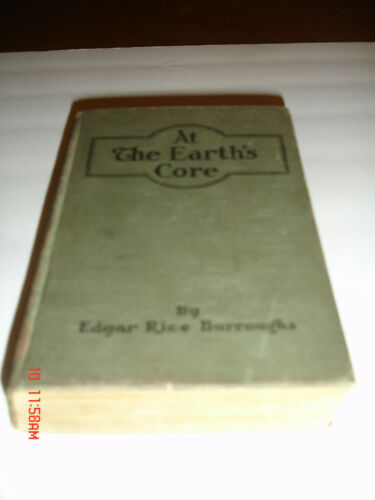 At
The Earth's
Core
By
Edgar Rice Burroughs
10 11:58AM